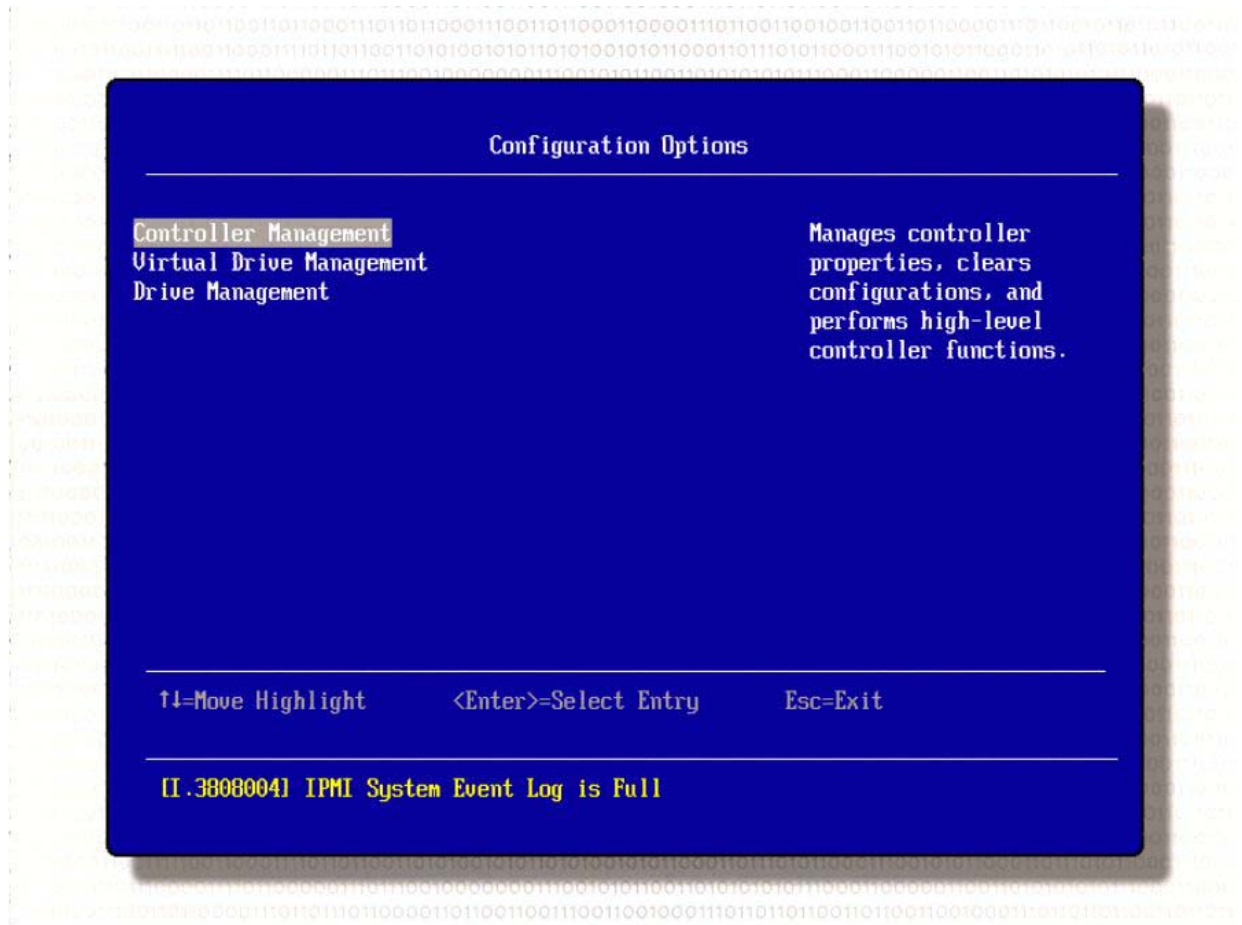 Configuration Options
Controller Management
Virtual Drive Management
Drive Management
Manages controller
properties, clears
configurations, and
performs high-level
controller functions.
↑↓=Move Highlight <Enter>=Select Entry Esc=Exit
[I.3808004] IPMI System Event Log is Full